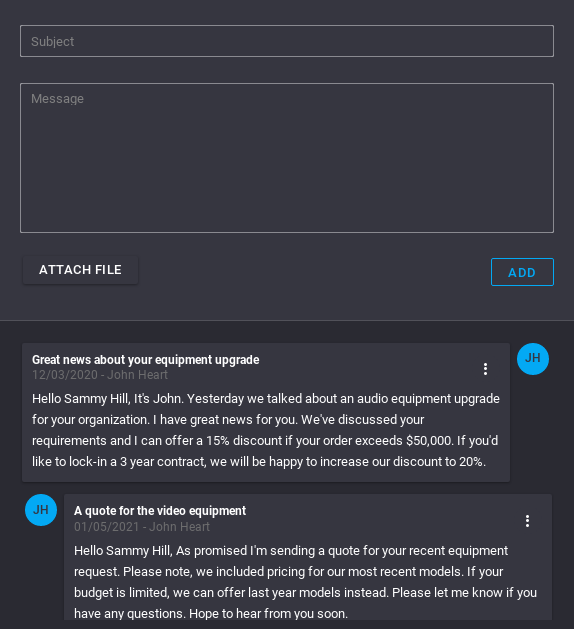 Subject
Message
ATTACH FILE
ADD
Great news about your equipment upgrade
12/03/2020 - John Heart
JH
Hello Sammy Hill, It's John. Yesterday we talked about an audio equipment upgrade
for your organization. I have great news for you. We've discussed your
requirements and I can offer a 15% discount if your order exceeds $50,000. If you'd
like to lock-in a 3 year contract, we will be happy to increase our discount to 20%.
JH
A quote for the video equipment
01/05/2021 - John Heart
Hello Sammy Hill, As promised I'm sending a quote for your recent equipment
request. Please note, we included pricing for our most recent models. If your
budget is limited, we can offer last year models instead. Please let me know if you
have any questions. Hope to hear from you soon.